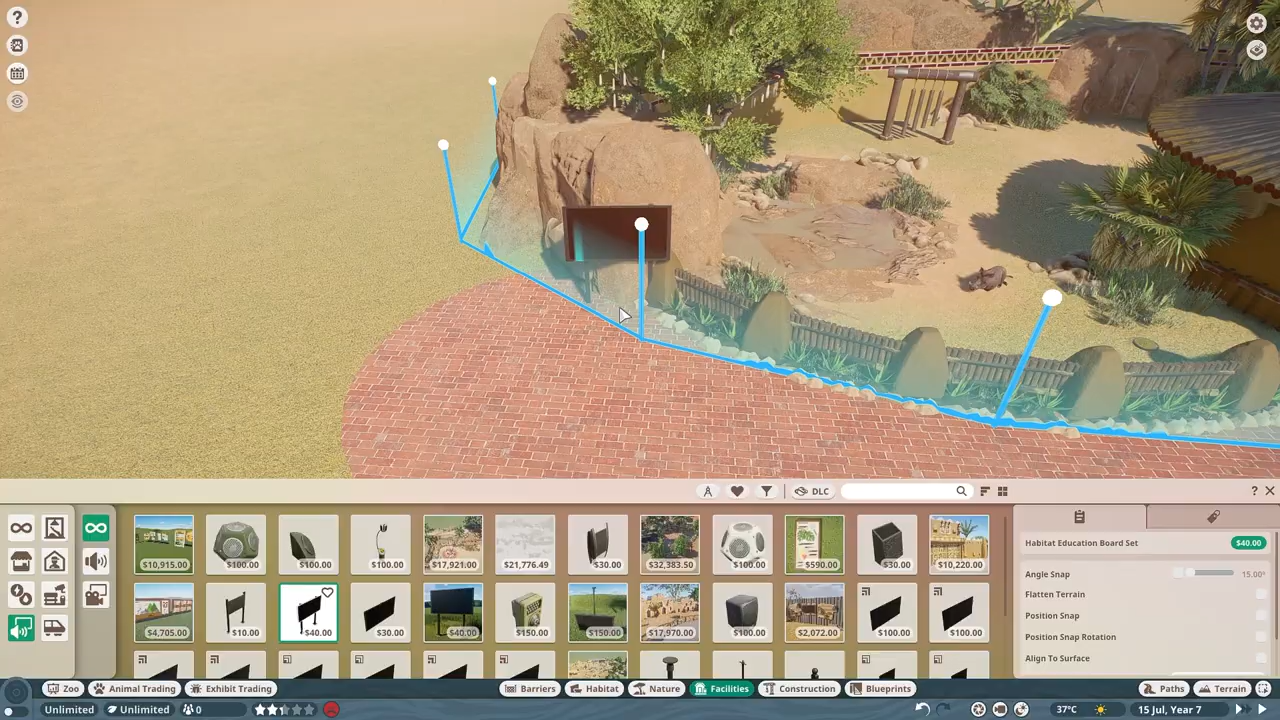 ?
DLC
? ✕
$10,915.00
$100.00
$100.00
$100.00
$17,921.00
$21,776.49
$30.00
$32,383.50
$100.00
$590.00
$30.00
$10,220.00
$4,705.00
$10.00
$40.00
$30.00
$40.00
$150.00
$150.00
$17,970.00
$100.00
$2,072.00
$100.00
$100.00
Habitat Education Board Set $40.00
Angle Snap 15.00°
Flatten Terrain
Position Snap
Position Snap Rotation
Align To Surface
Zoo Animal Trading Exhibit Trading Barriers Habitat Nature Facilities Construction Blueprints Paths Terrain
Unlimited Unlimited 0 37°C 15 Jul, Year 7